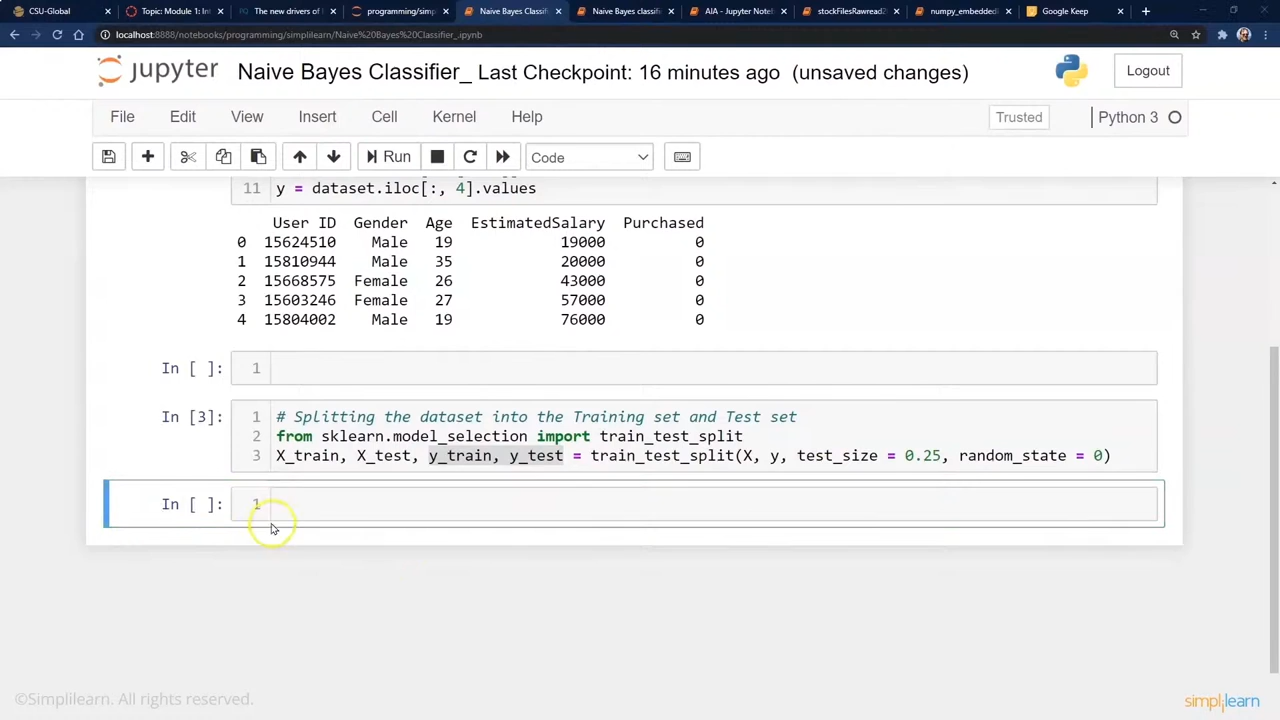 CSU-Global
Topic: Module 1: Int
The new drivers of I
programming/simp
Naive Bayes Classif
Naive Bayes classifie
AIA - Jupyter Noteb
stockFilesRawread2
numpy_embeddedI
Google Keep
localhost:8888/notebooks/programming/simplilearn/Naive%20Bayes%20Classifier_.ipynb
jupyter Naive Bayes Classifier_ Last Checkpoint: 16 minutes ago (unsaved changes)
Logout
File Edit View Insert Cell Kernel Help
Trusted
Python 3
Run
Code
11 y = dataset.iloc[:, 4].values
User ID Gender Age EstimatedSalary Purchased
0 15624510 Male 19 19000 0
1 15810944 Male 35 20000 0
2 15668575 Female 26 43000 0
3 15603246 Female 27 57000 0
4 15804002 Male 19 76000 0
In [ ]: 1
In [3]: 1 # Splitting the dataset into the Training set and Test set
2 from sklearn.model_selection import train_test_split
3 X_train, X_test, y_train, y_test = train_test_split(X, y, test_size = 0.25, random_state = 0)
In [ ]: 1
©Simplilearn. All rights reserved.
simplilearn